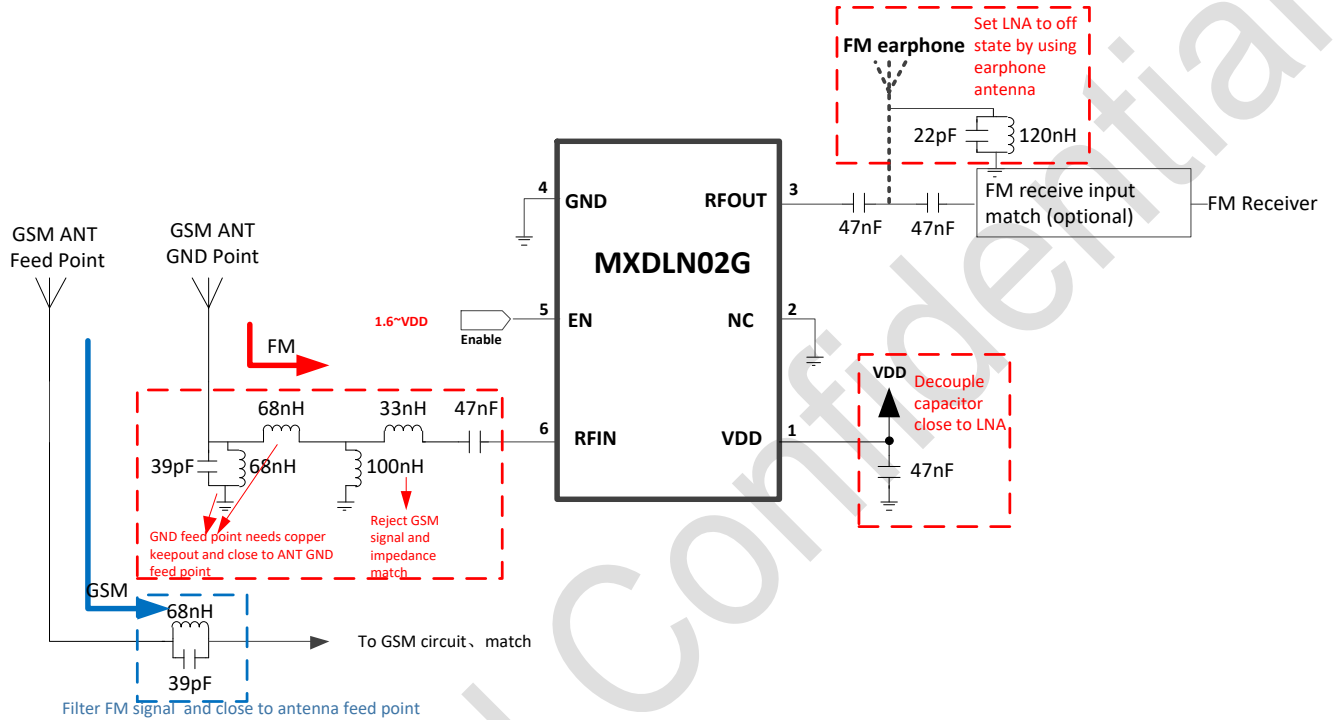 Set LNA to off
state by using
earphone
antenna
FM earphone
22pF
120nH
4
GND
RFOUT
3
47nF
47nF
FM receive input
match (optional)
FM Receiver
GSM ANT
Feed Point
GSM ANT
GND Point
MXDLN02G
1.6~VDD
Enable
5
EN
NC
2
FM
VDD
Decouple
capacitor
close to LNA
47nF
68nH
33nH
47nF
6
RFIN
VDD
1
39pF
68nH
100nH
GND feed point needs copper
keepout and close to ANT GND
feed point
Reject GSM
signal and
impedance
match
GSM
68nH
39pF
To GSM circuit、match
Filter FM signal and close to antenna feed point
Confidential